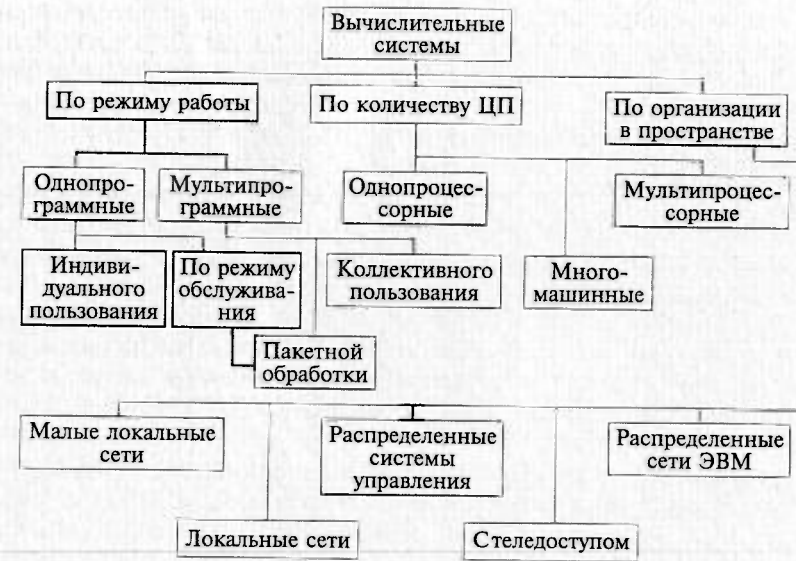 Вычислительные
системы
По режиму работы
По количеству ЦП
По организации
в пространстве
Однопро-
граммные
Мультипро-
граммные
Однопроцес-
сорные
Мультипроцес-
сорные
Индиви-
дуального
пользования
По режиму
обслужива-
ния
Коллективного
пользования
Много-
машинные
Пакетной
обработки
Малые локальные
сети
Распределенные
системы
управления
Распределенные
сети ЭВМ
Локальные сети
С теледоступом